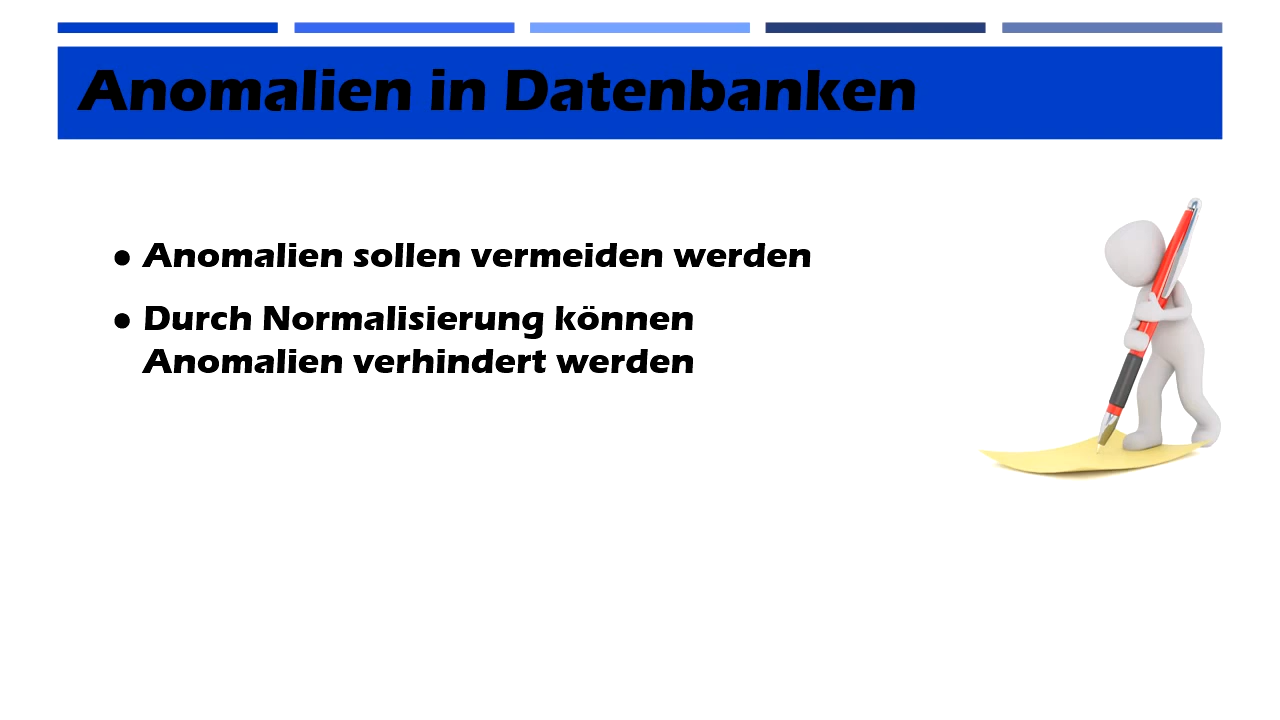 Anomalien in Datenbanken
• Anomalien sollen vermeiden werden
• Durch Normalisierung können
Anomalien verhindert werden